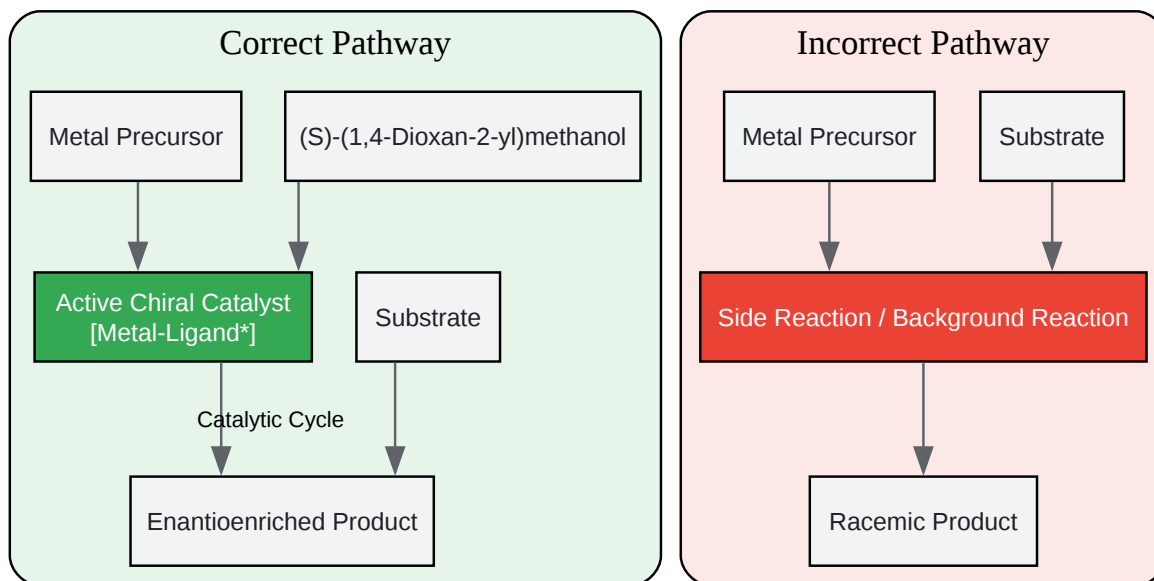 Correct Pathway
Metal Precursor
(S)-(1,4-Dioxan-2-yl)methanol
Active Chiral Catalyst
[Metal-Ligand*]
Substrate
Catalytic Cycle
Enantioenriched Product
Incorrect Pathway
Metal Precursor
Substrate
Side Reaction / Background Reaction
Racemic Product